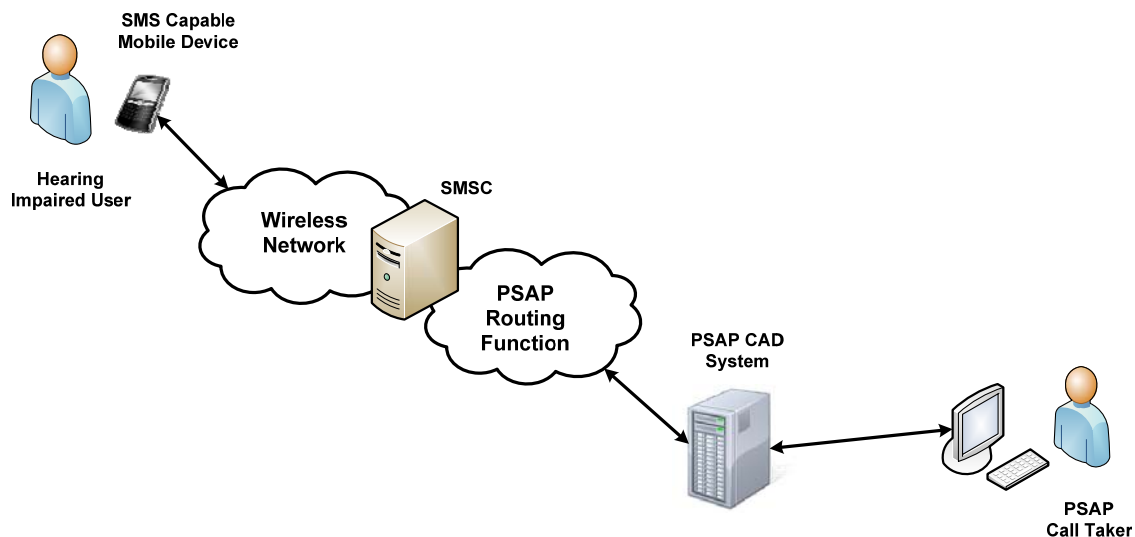 SMS Capable
Mobile Device
Hearing
Impaired User
SMSC
Wireless
Network
PSAP
Routing
Function
PSAP CAD
System
PSAP
Call Taker